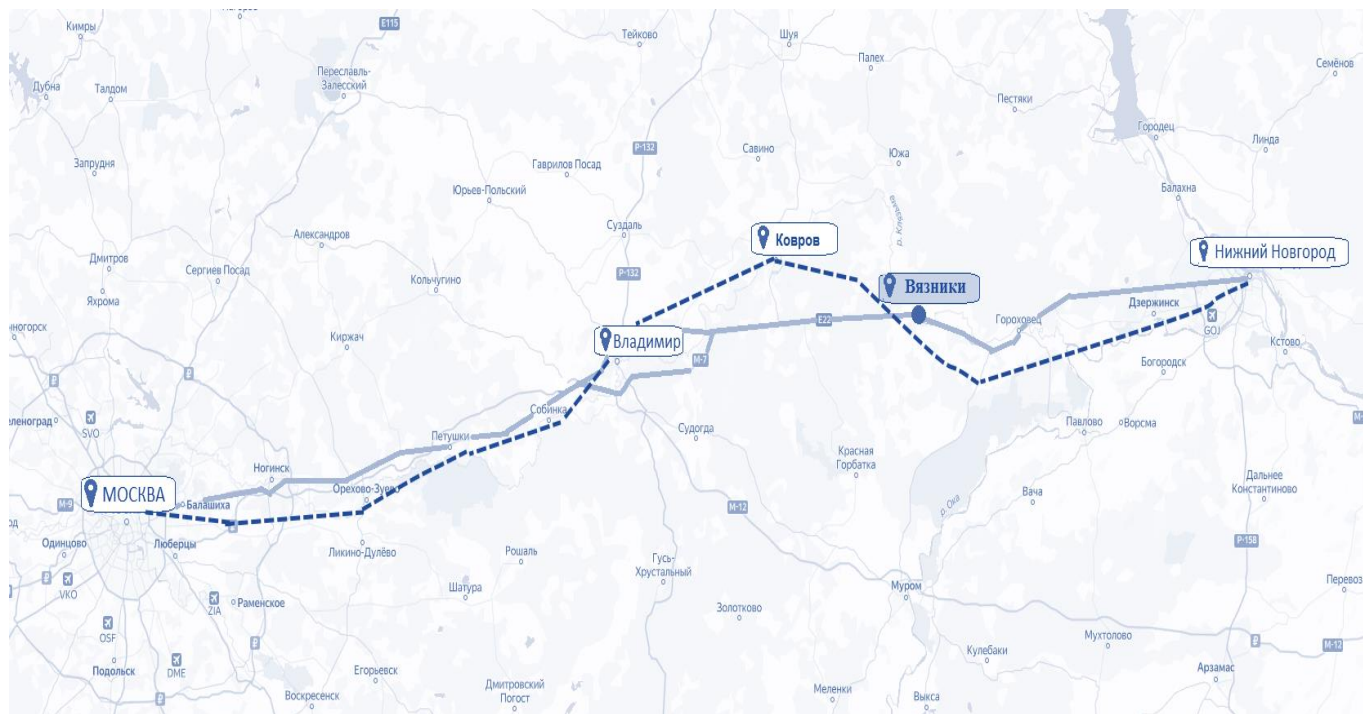 Кимры
E115
Тейково
Шуя
Палех
Семёнов
Дубна
Талдом
Переславль-
Залесский
Пестяки
Городец
Линда
Запрудня
Гаврилов Посад
Р-132
Савино
Южа
Балахна
Юрьев-Польский
Суздаль
р. Клязьма
Александров
Ковров
Нижний Новгород
Дмитров
Сергиев Посад
Кольчугино
Р-132
Вязники
Яхрома
Дзержинск
GOJ
Киржач
Владимир
E22
Гороховец
Кстово
М-7
Богородск
SVO
Собинка
Петушки
Судогда
Павлово
Ворсма
М-12
Ногинск
Красная
Горбатка
Дальнее
Константиново
МОСКВА
Орехово-Зуево
Вача
М-9
Балашиха
М-12
р. Ока
Одинцово
Люберцы
Ликино-Дулёво
Рошаль
Гусь-
Хрустальный
Р-158
VKO
ZIA
Раменское
Шатура
Муром
Перевоз
Золотково
OSF
Мухтолово
М-12
Подольск
DME
Егорьевск
Кулебаки
Арзамас
Воскресенск
Дмитровский
Погост
Меленки
Выкса